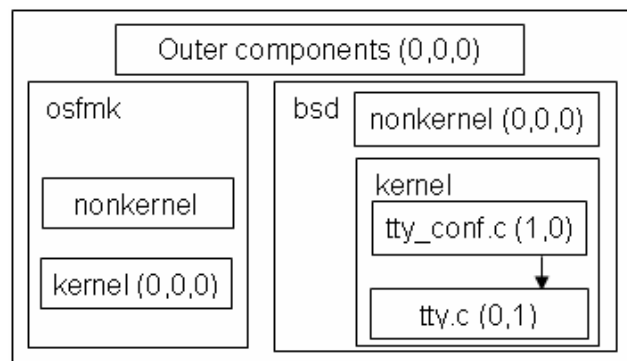 Outer components (0,0,0)
osfmk
nonkernel
kernel (0,0,0)
bsd
nonkernel (0,0,0)
kernel
tty_conf.c (1,0)
tty.c (0,1)